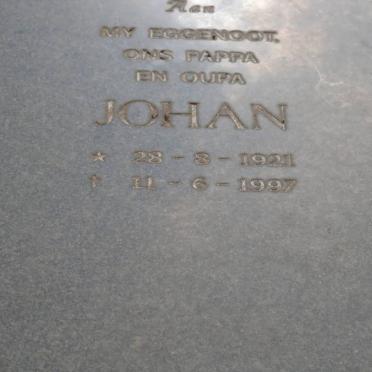 Aan
MY EGGENOOT,
ONS PAPPA
EN OUPA
JOHAN
* 28 - 8 - 1921
† 11 - 6 - 1997